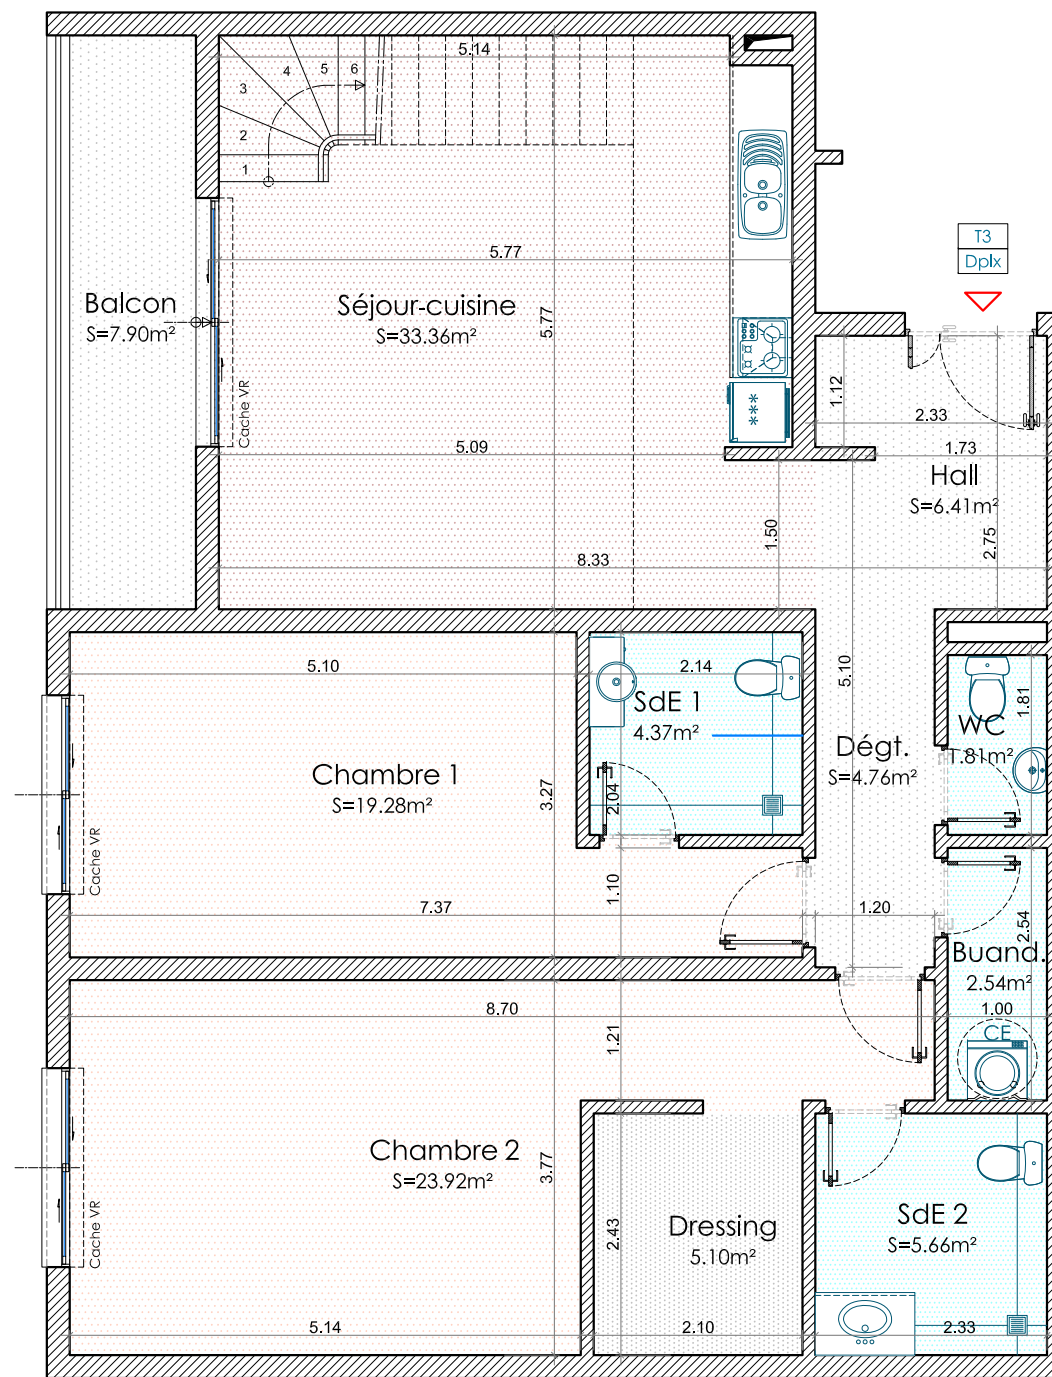 5.14
4
5
6
3
2
1
T3
Dplx
5.77
Balcon
S=7.90m²
Séjour-cuisine
S=33.36m²
5.77
Cache VR
***
1.12
2.33
5.09
1.73
Hall
S=6.41m²
1.50
2.75
8.33
5.10
2.14
5.10
1.81
SdE 1
4.37m²
WC
1.81m²
Dégt.
S=4.76m²
Chambre 1
S=19.28m²
3.27
2.04
Cache VR
1.10
7.37
1.20
2.54
Buand.
2.54m²
8.70
1.00
1.21
CE
Chambre 2
S=23.92m²
3.77
Cache VR
2.43
Dressing
5.10m²
SdE 2
S=5.66m²
5.14
2.10
2.33